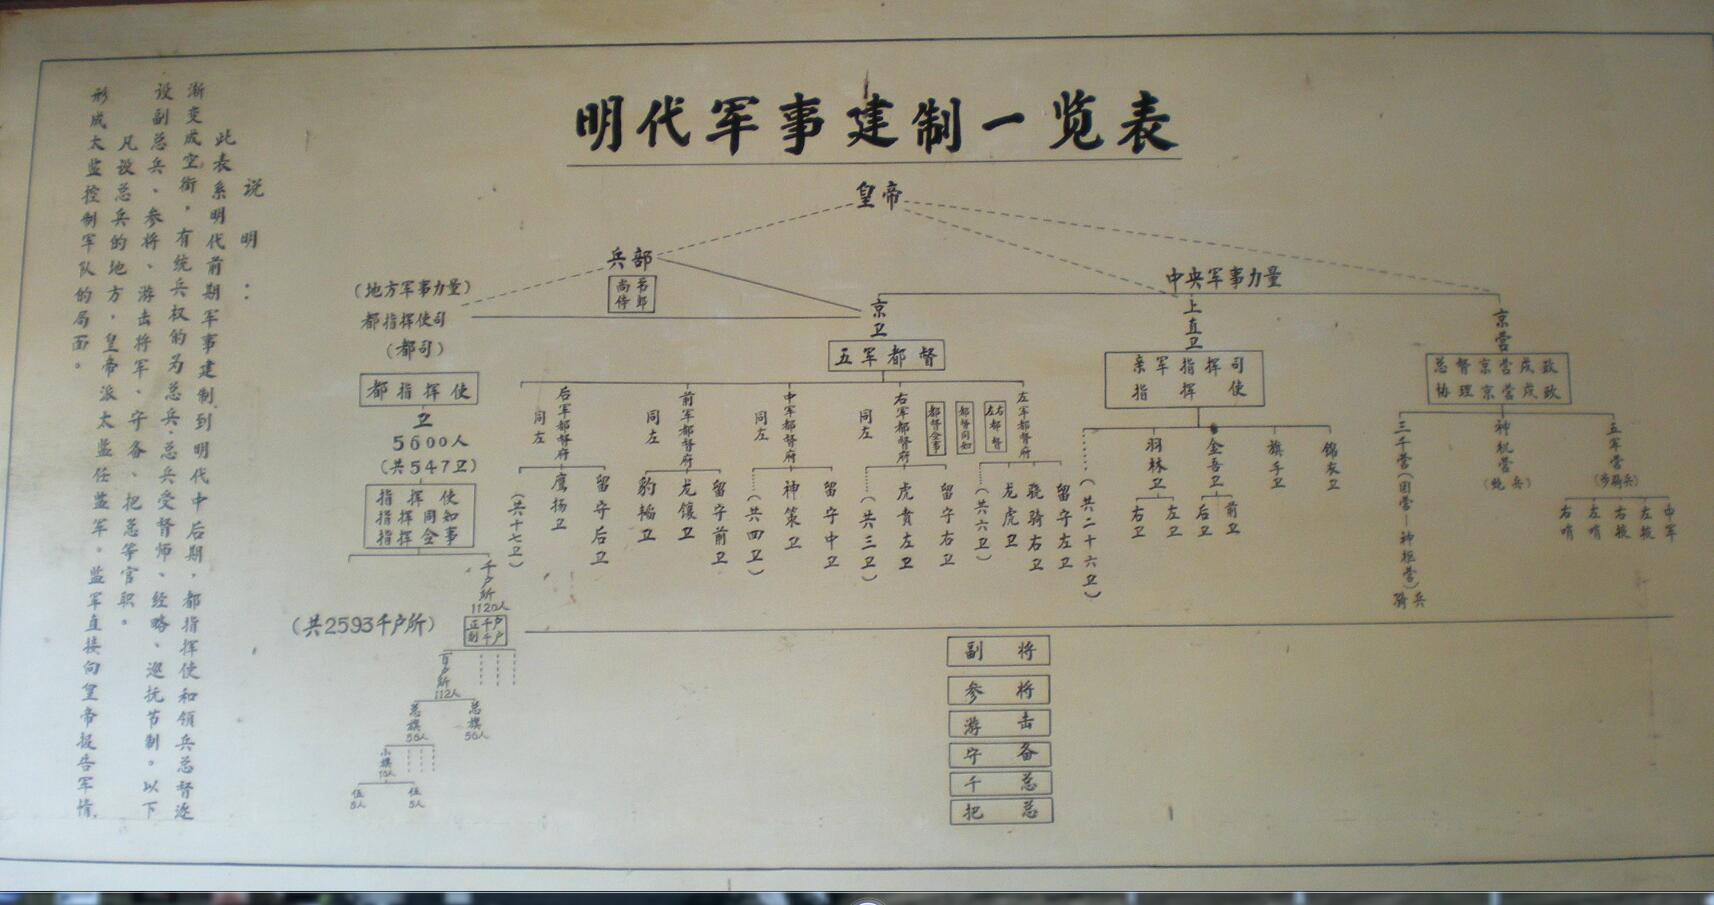 明代军事建制一览表
皇帝
兵部
尚书
侍郎
(地方军事力量)
都指挥使司
(都司)
都指挥使
卫
5600人
(共547卫)
指挥使
指挥同知
指挥佥事
千户所
1120人
(共2593千户所)
正千户
副千户
百户所
112人
总旗
50人
总旗
50人
小旗
10人
伍
5人
伍
5人
中央军事力量
京卫
五军都督
后军都督府
同左
前军都督府
同左
中军都督府
同左
右军都督府
同左
都督佥事
都督同知
左右都督
左军都督府
(共十七卫)
鹰扬卫
留守后卫
豹韬卫
龙骧卫
留守前卫
……(共四卫)
神策卫
留守中卫
……(共三卫)
虎贲左卫
留守右卫
……(共六卫)
龙虎卫
骁骑右卫
留守左卫
上直卫
亲军指挥司
指挥使
……(共二十六卫)
羽林卫
右卫
左卫
金吾卫
后卫
前卫
旗手卫
锦衣卫
京营
总督京营戎政
协理京营戎政
三千营(因营—神枢营)骑兵
神机营
(炮兵)
五军营
(步骑兵)
右哨
左哨
右掖
左掖
中军
副将
参将
游击
守备
千总
把总
说明：
此表系明代前期军事建制到明代中后期，都指挥使和领兵总督逐
渐变成空衔，有统兵权的为总兵。总兵受督师、经略、巡抚节制。以下
设副总兵、参将、游击将军、守备、把总等官职。
凡设总兵的地方，皇帝派太监任监军。监军直接向皇帝报告军情，
形成太监控制军队的局面。